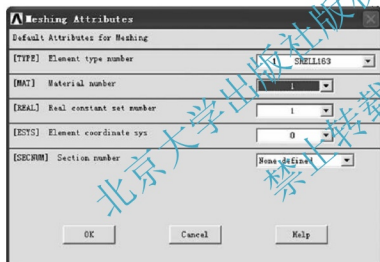 Meshing Attributes
Default Attributes for Meshing
[TYPE] Element type number
1 SHELL163
[MAT] Material number
1
[REAL] Real constant set number
1
[ESYS] Element coordinate sys
0
[SECNUM] Section number
None defined
OK Cancel Help
北京大学出版社版权
禁止转载